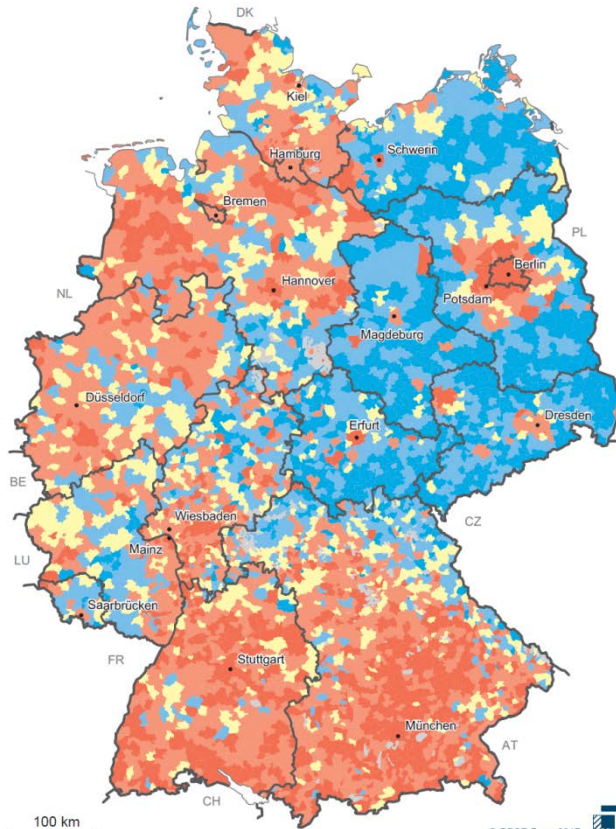 DK
Kiel
Schwerin
Hamburg
Bremen
PL
Berlin
NL
Hannover
Potsdam
Magdeburg
Düsseldorf
Erfurt
Dresden
BE
Wiesbaden
CZ
LU
Mainz
Saarbrücken
FR
Stuttgart
München
AT
CH
100 km